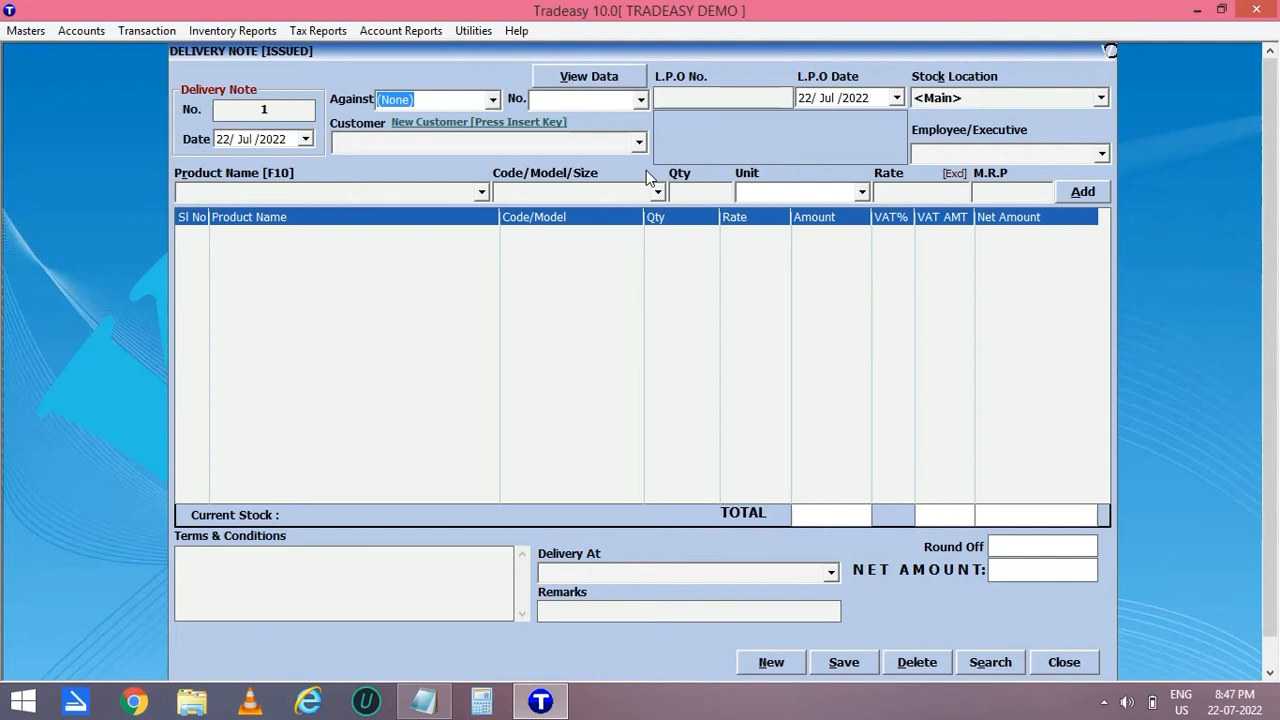 Tradeasy 10.0[ TRADEASY DEMO ]
Masters Accounts Transaction Inventory Reports Tax Reports Account Reports Utilities Help
DELIVERY NOTE [ISSUED]
View Data L.P.O No. L.P.O Date Stock Location
Delivery Note
Against (None) No. 22/ Jul /2022 <Main>
No. 1
Customer New Customer [Press Insert Key] Employee/Executive
Date 22/ Jul /2022
Product Name [F10] Code/Model/Size Qty Unit Rate [Excl] M.R.P
Add
Sl No Product Name Code/Model Qty Rate Amount VAT% VAT AMT Net Amount
Current Stock : TOTAL
Terms & Conditions
Delivery At Round Off
NET AMOUNT:
Remarks
New Save Delete Search Close
ENG 8:47 PM
US 22-07-2022